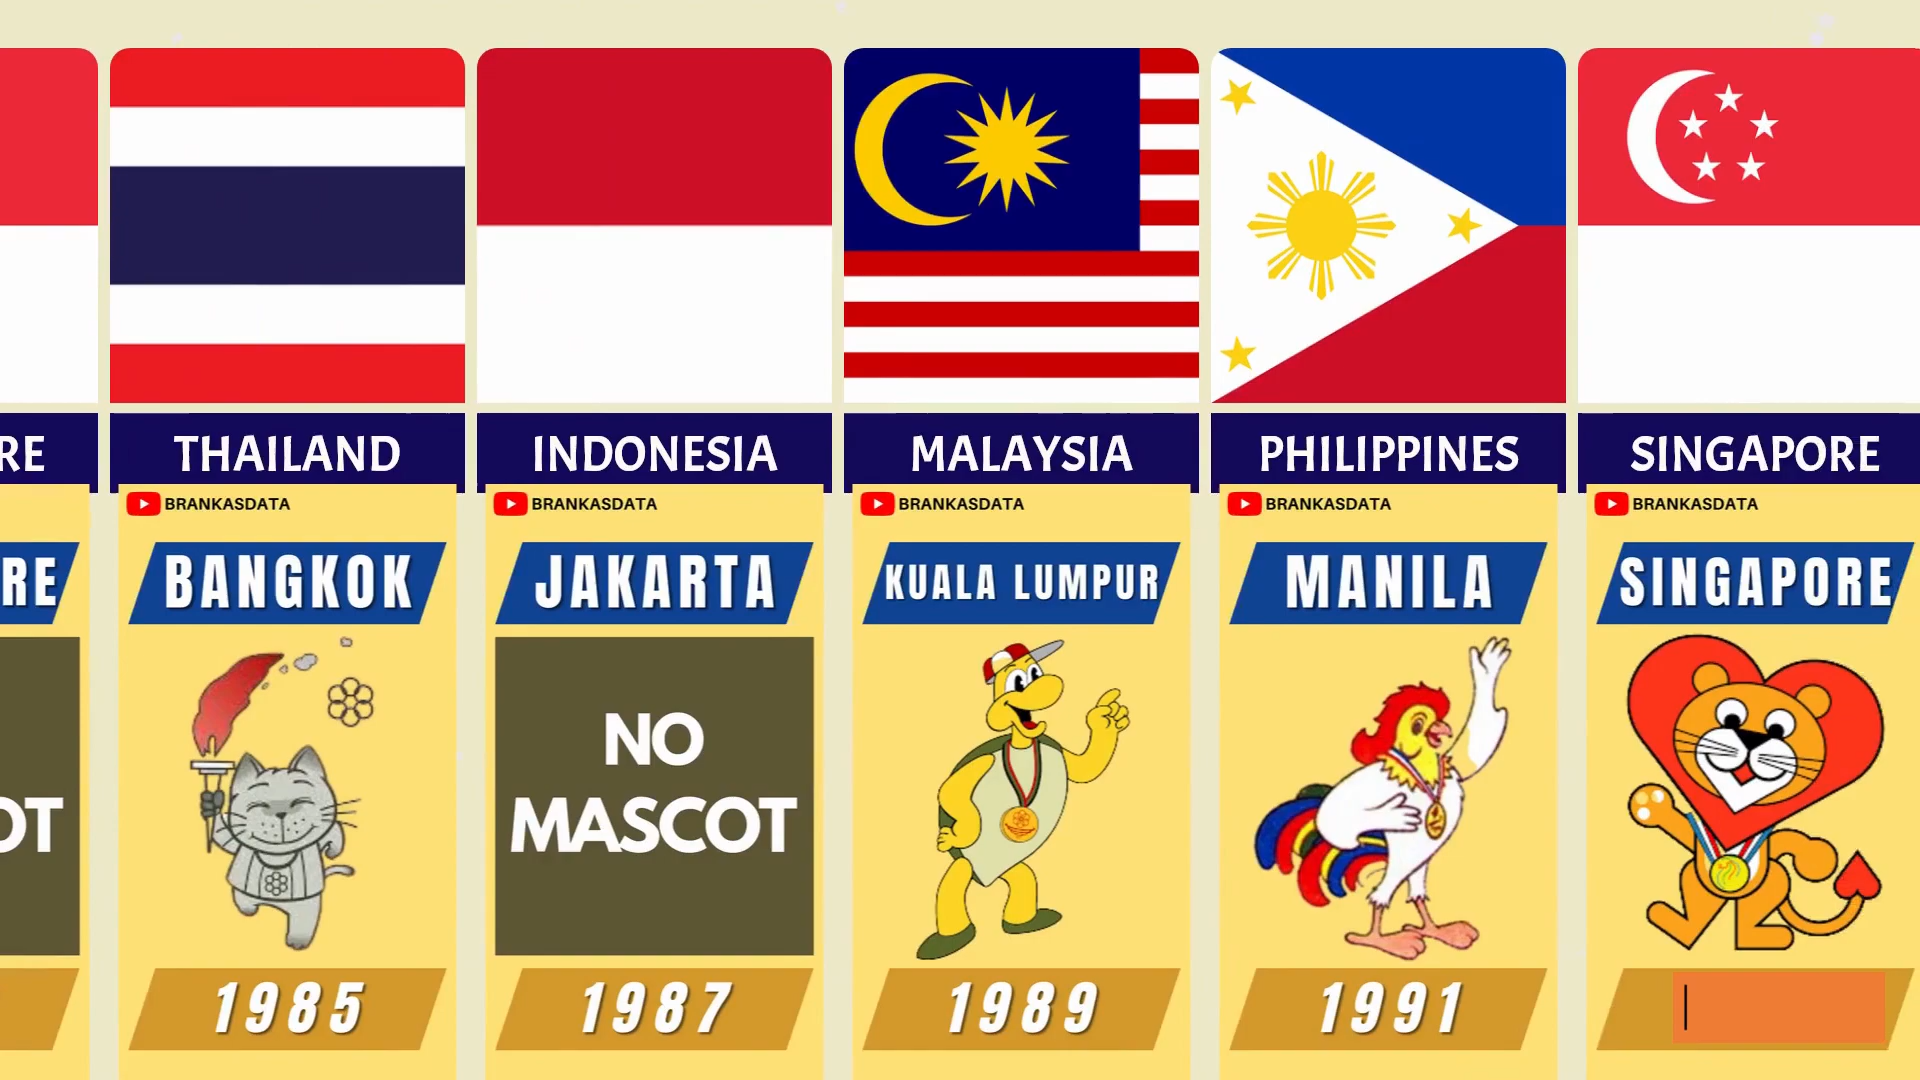 RE
THAILAND
INDONESIA
MALAYSIA
PHILIPPINES
SINGAPORE
BRANKASDATA
BRANKASDATA
BRANKASDATA
BRANKASDATA
BRANKASDATA
RE
BANGKOK
JAKARTA
KUALA LUMPUR
MANILA
SINGAPORE
NO
MASCOT
OT
1985
1987
1989
1991